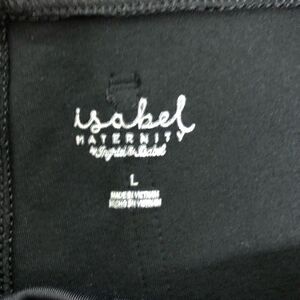 isabel
MATERNITY
by Ingrid & Isabel
L
MADE IN VIETNAM
HECHO EN VIETNAM